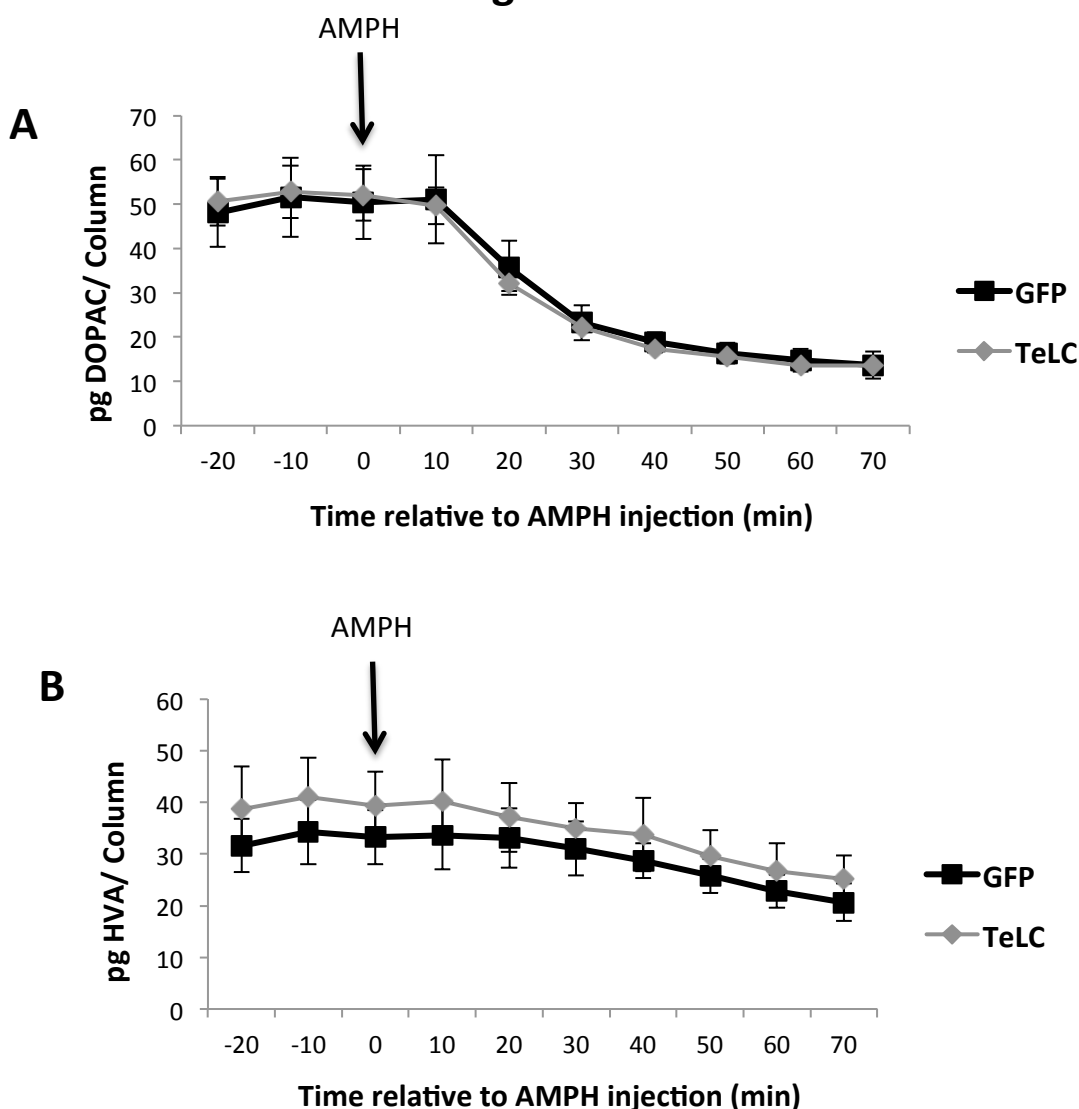 AMPH
A
pg DOPAC/ Column
70
60
50
40
30
20
10
0
-20 -10 0 10 20 30 40 50 60 70
Time relative to AMPH injection (min)
GFP
TeLC
AMPH
B
pg HVA/ Column
60
50
40
30
20
10
0
-20 -10 0 10 20 30 40 50 60 70
Time relative to AMPH injection (min)
GFP
TeLC